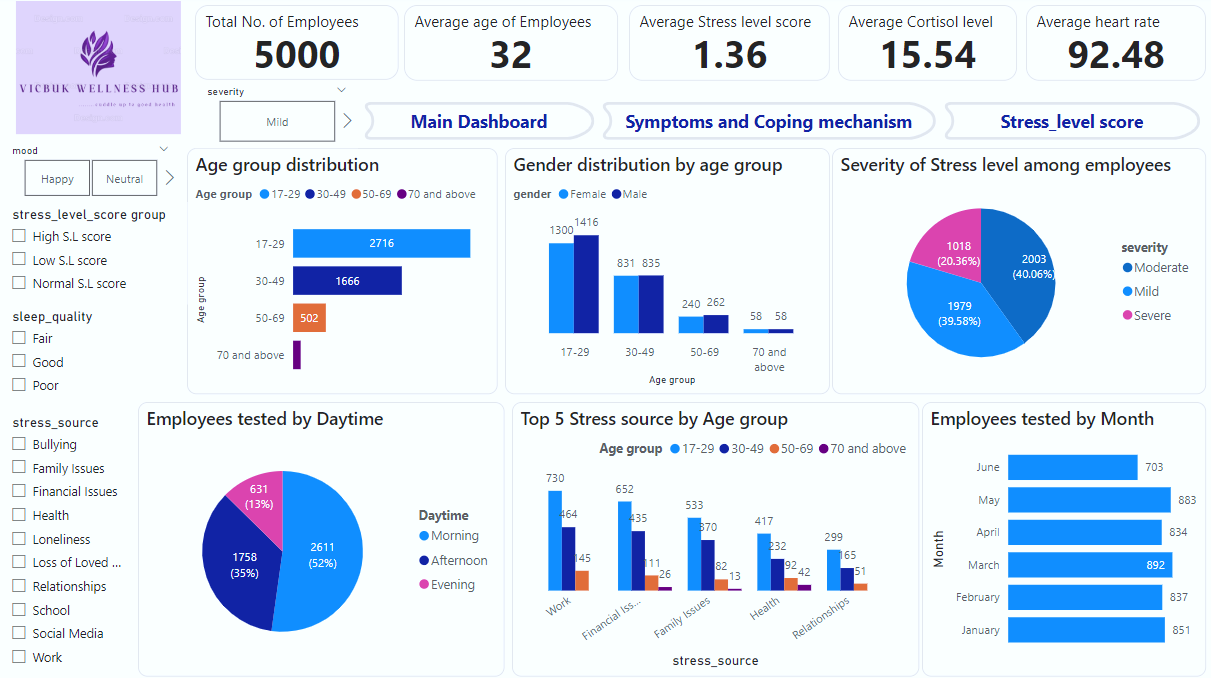 VICBUK WELLNESS HUB
......cuddle up to good health
Total No. of Employees
5000
Average age of Employees
32
Average Stress level score
1.36
Average Cortisol level
15.54
Average heart rate
92.48
severity
Mild
Main Dashboard
Symptoms and Coping mechanism
Stress_level score
mood
Happy
Neutral
stress_level_score group
High S.L score
Low S.L score
Normal S.L score
sleep_quality
Fair
Good
Poor
stress_source
Bullying
Family Issues
Financial Issues
Health
Loneliness
Loss of Loved ...
Relationships
School
Social Media
Work
Age group distribution
Age group 17-29 30-49 50-69 70 and above
Age group
17-29 2716
30-49 1666
50-69 502
70 and above
Gender distribution by age group
gender Female Male
1300 1416
831 835
240 262
58 58
17-29 30-49 50-69 70 and
above
Age group
Severity of Stress level among employees
1018
(20.36%)
2003
(40.06%)
1979
(39.58%)
severity
Moderate
Mild
Severe
Employees tested by Daytime
631
(13%)
1758
(35%)
2611
(52%)
Daytime
Morning
Afternoon
Evening
Top 5 Stress source by Age group
Age group 17-29 30-49 50-69 70 and above
730 464 145
652 435 111 26
533 370 82 13
417 232 92 42
299 165 51
Work
Financial Iss...
Family Issues
Health
Relationships
stress_source
Employees tested by Month
Month
June 703
May 883
April 834
March 892
February 837
January 851